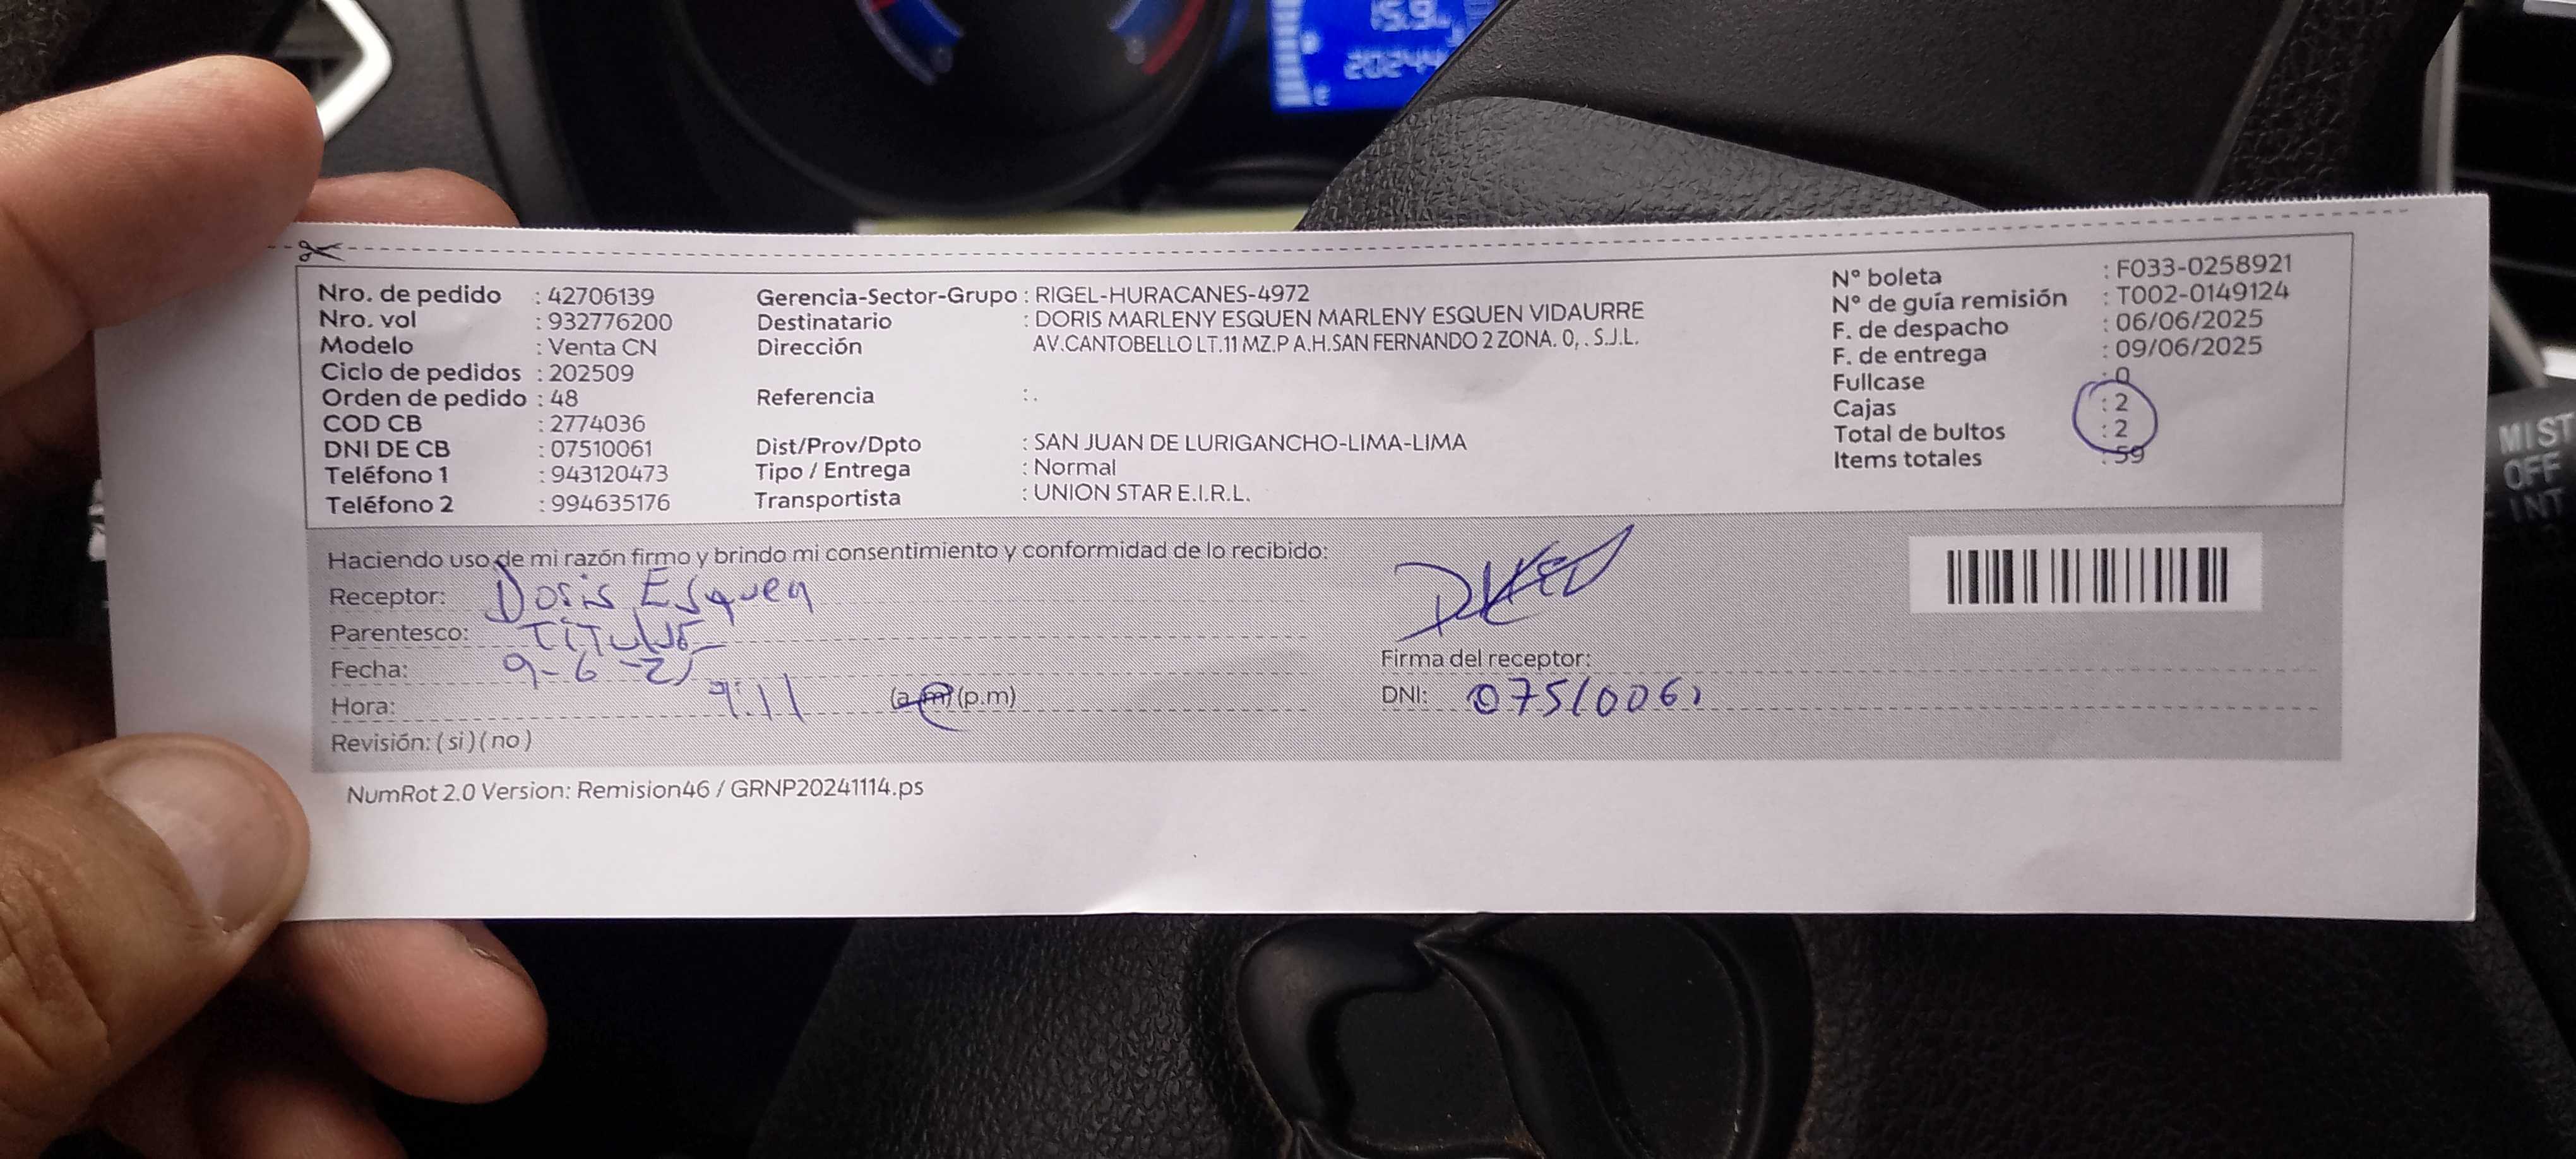 15.9
20244
E
Nro. de pedido : 42706139
Nro. vol : 932776200
Modelo : Venta CN
Ciclo de pedidos : 202509
Orden de pedido : 48
COD CB : 2774036
DNI DE CB : 07510061
Teléfono 1 : 943120473
Teléfono 2 : 994635176
Gerencia-Sector-Grupo : RIGEL-HURACANES-4972
Destinatario : DORIS MARLENY ESQUEN MARLENY ESQUEN VIDAURRE
Dirección AV.CANTOBELLO LT.11 MZ.P A.H.SAN FERNANDO 2 ZONA. 0, . S.J.L.
Referencia : .
Dist/Prov/Dpto : SAN JUAN DE LURIGANCHO-LIMA-LIMA
Tipo / Entrega : Normal
Transportista : UNION STAR E.I.R.L.
N° boleta : F033-0258921
N° de guía remisión : T002-0149124
F. de despacho : 06/06/2025
F. de entrega : 09/06/2025
Fullcase : 0
Cajas : 2
Total de bultos : 2
Items totales : 59
Haciendo uso de mi razón firmo y brindo mi consentimiento y conformidad de lo recibido:
Receptor: Doris Esquen
Parentesco:
Fecha: 9-6-25
Hora: 9:11 (a.m) (p.m)
Revisión: (si) (no)
Firma del receptor:
DNI: 07510061
NumRot 2.0 Version: Remision46 / GRNP20241114.ps
MIST
OFF
INT